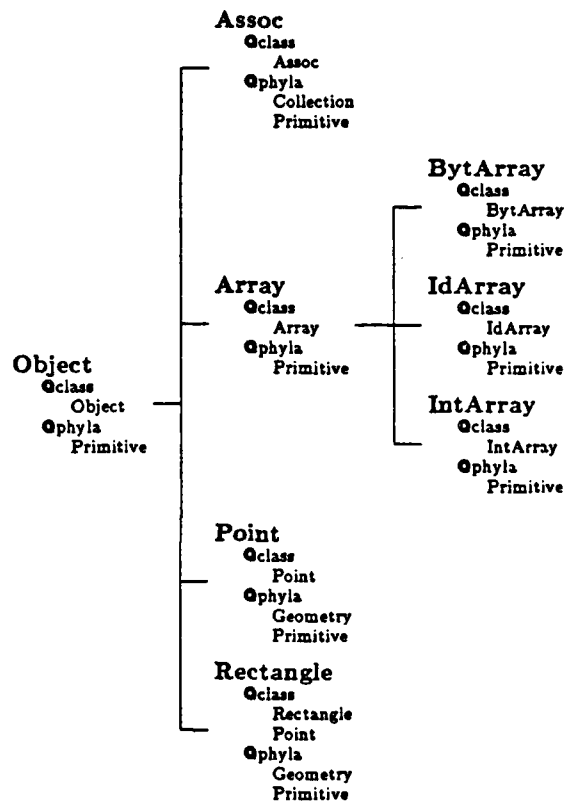 Object
@class
Object
@phyla
Primitive
Assoc
@class
Assoc
@phyla
Collection
Primitive
Array
@class
Array
@phyla
Primitive
BytArray
@class
BytArray
@phyla
Primitive
IdArray
@class
IdArray
@phyla
Primitive
IntArray
@class
IntArray
@phyla
Primitive
Point
@class
Point
@phyla
Geometry
Primitive
Rectangle
@class
Rectangle
Point
@phyla
Geometry
Primitive